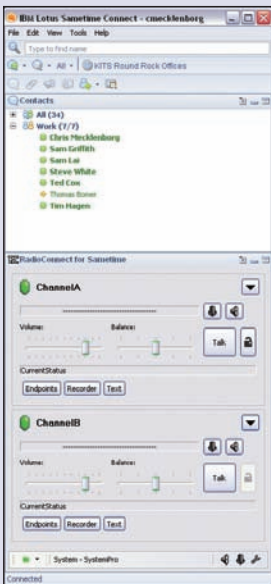 IBM Lotus Sametime Connect - cmecklenborg
File Edit View Tools Help
Type to find name
All KITS Round Rock Offices
Contacts
All (34)
Work (7/7)
Chris Mecklenborg
Sam Griffith
Sam Lai
Steve White
Ted Cox
Thomas Boner
Tim Hagen
RadioConnect for Sametime
ChannelA
Volume: Balance:
Talk
CurrentStatus
Endpoints Recorder Text
ChannelB
Volume: Balance:
Talk
CurrentStatus
Endpoints Recorder Text
System - SystemPro
Connected